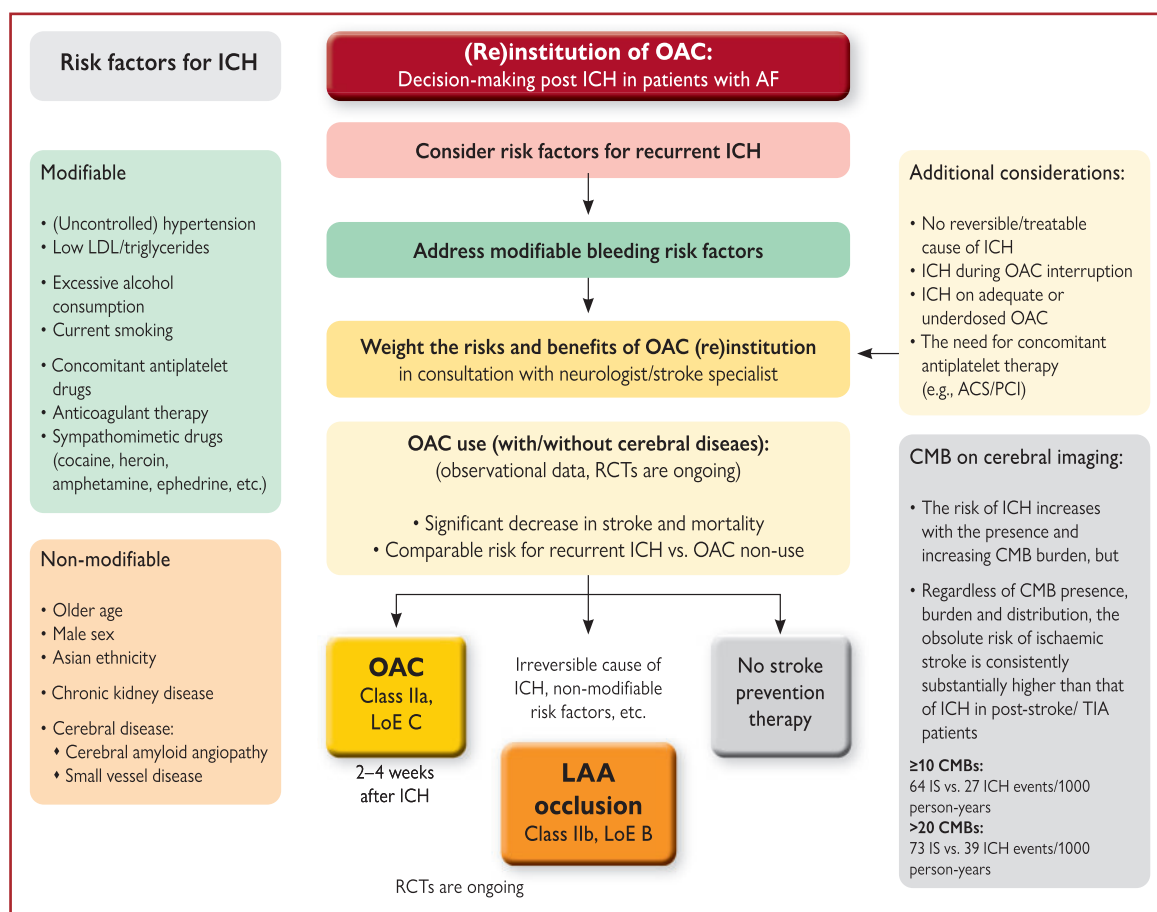 Risk factors for ICH
(Re)institution of OAC:
Decision-making post ICH in patients with AF
Modifiable
• (Uncontrolled) hypertension
• Low LDL/triglycerides
• Excessive alcohol
consumption
• Current smoking
• Concomitant antiplatelet
drugs
• Anticoagulant therapy
• Sympathomimetic drugs
(cocaine, heroin,
amphetamine, ephedrine, etc.)
Non-modifiable
• Older age
• Male sex
• Asian ethnicity
• Chronic kidney disease
• Cerebral disease:
♦ Cerebral amyloid angiopathy
♦ Small vessel disease
Consider risk factors for recurrent ICH
Address modifiable bleeding risk factors
Weight the risks and benefits of OAC (re)institution
in consultation with neurologist/stroke specialist
OAC use (with/without cerebral diseaes):
(observational data, RCTs are ongoing)
• Significant decrease in stroke and mortality
• Comparable risk for recurrent ICH vs. OAC non-use
OAC
Class IIa,
LoE C
2–4 weeks
after ICH
Irreversible cause of
ICH, non-modifiable
risk factors, etc.
LAA
occlusion
Class IIb, LoE B
No stroke
prevention
therapy
RCTs are ongoing
Additional considerations:
• No reversible/treatable
cause of ICH
• ICH during OAC interruption
• ICH on adequate or
underdosed OAC
• The need for concomitant
antiplatelet therapy
(e.g., ACS/PCI)
CMB on cerebral imaging:
• The risk of ICH increases
with the presence and
increasing CMB burden, but
• Regardless of CMB presence,
burden and distribution, the
absolute risk of ischaemic
stroke is consistently
substantially higher than that
of ICH in post-stroke/ TIA
patients
≥10 CMBs:
64 IS vs. 27 ICH events/1000
person-years
>20 CMBs:
73 IS vs. 39 ICH events/1000
person-years